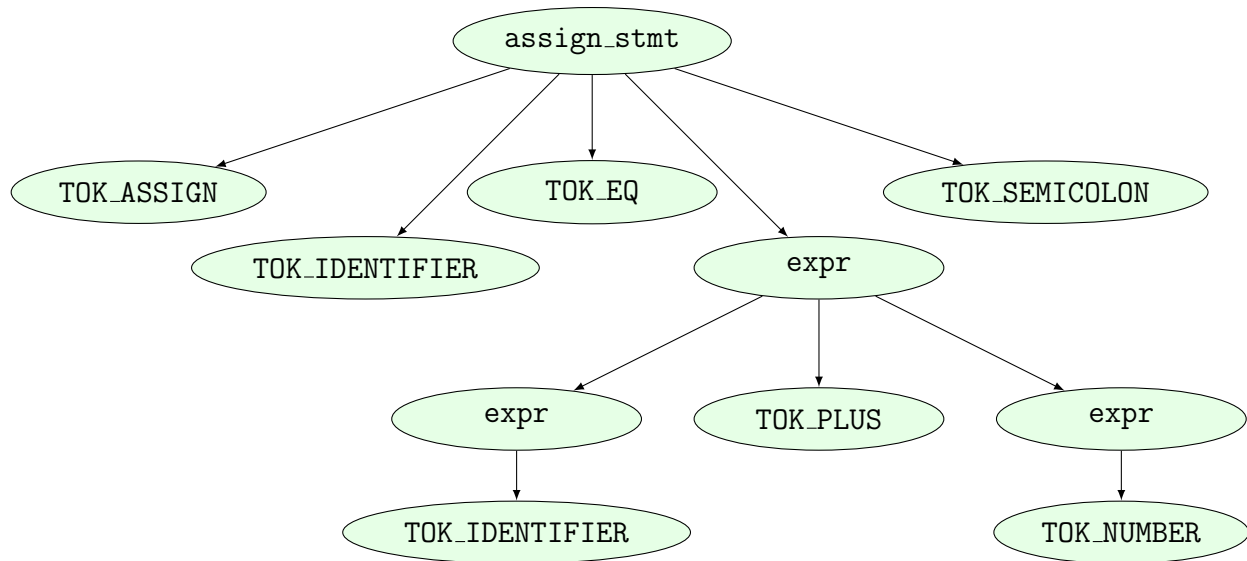 assign_stmt
TOK_ASSIGN
TOK_EQ
TOK_SEMICOLON
TOK_IDENTIFIER
expr
expr
TOK_PLUS
expr
TOK_IDENTIFIER
TOK_NUMBER